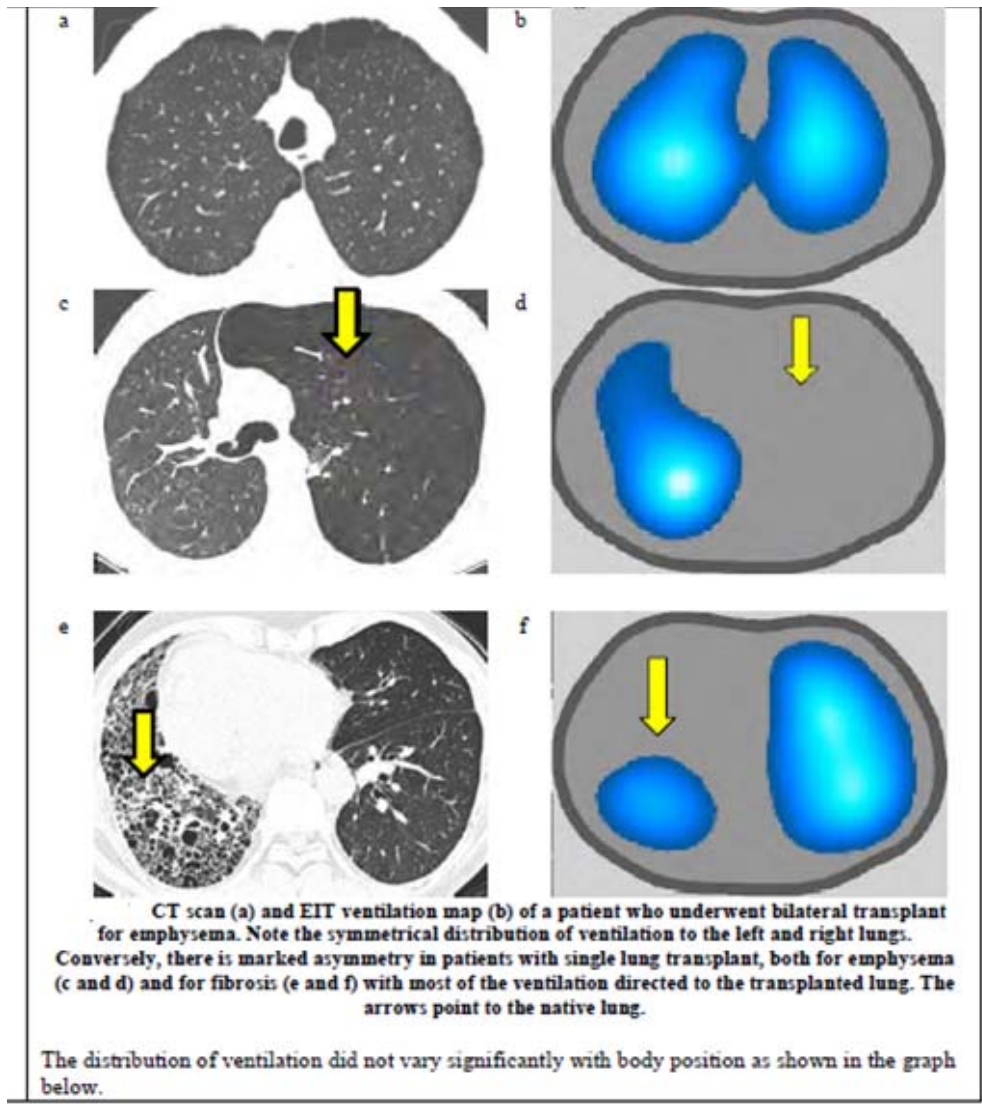 a
b
c
d
e
f
CT scan (a) and EIT ventilation map (b) of a patient who underwent bilateral transplant
for emphysema. Note the symmetrical distribution of ventilation to the left and right lungs.
Conversely, there is marked asymmetry in patients with single lung transplant, both for emphysema
(c and d) and for fibrosis (e and f) with most of the ventilation directed to the transplanted lung. The
arrows point to the native lung.
The distribution of ventilation did not vary significantly with body position as shown in the graph
below.